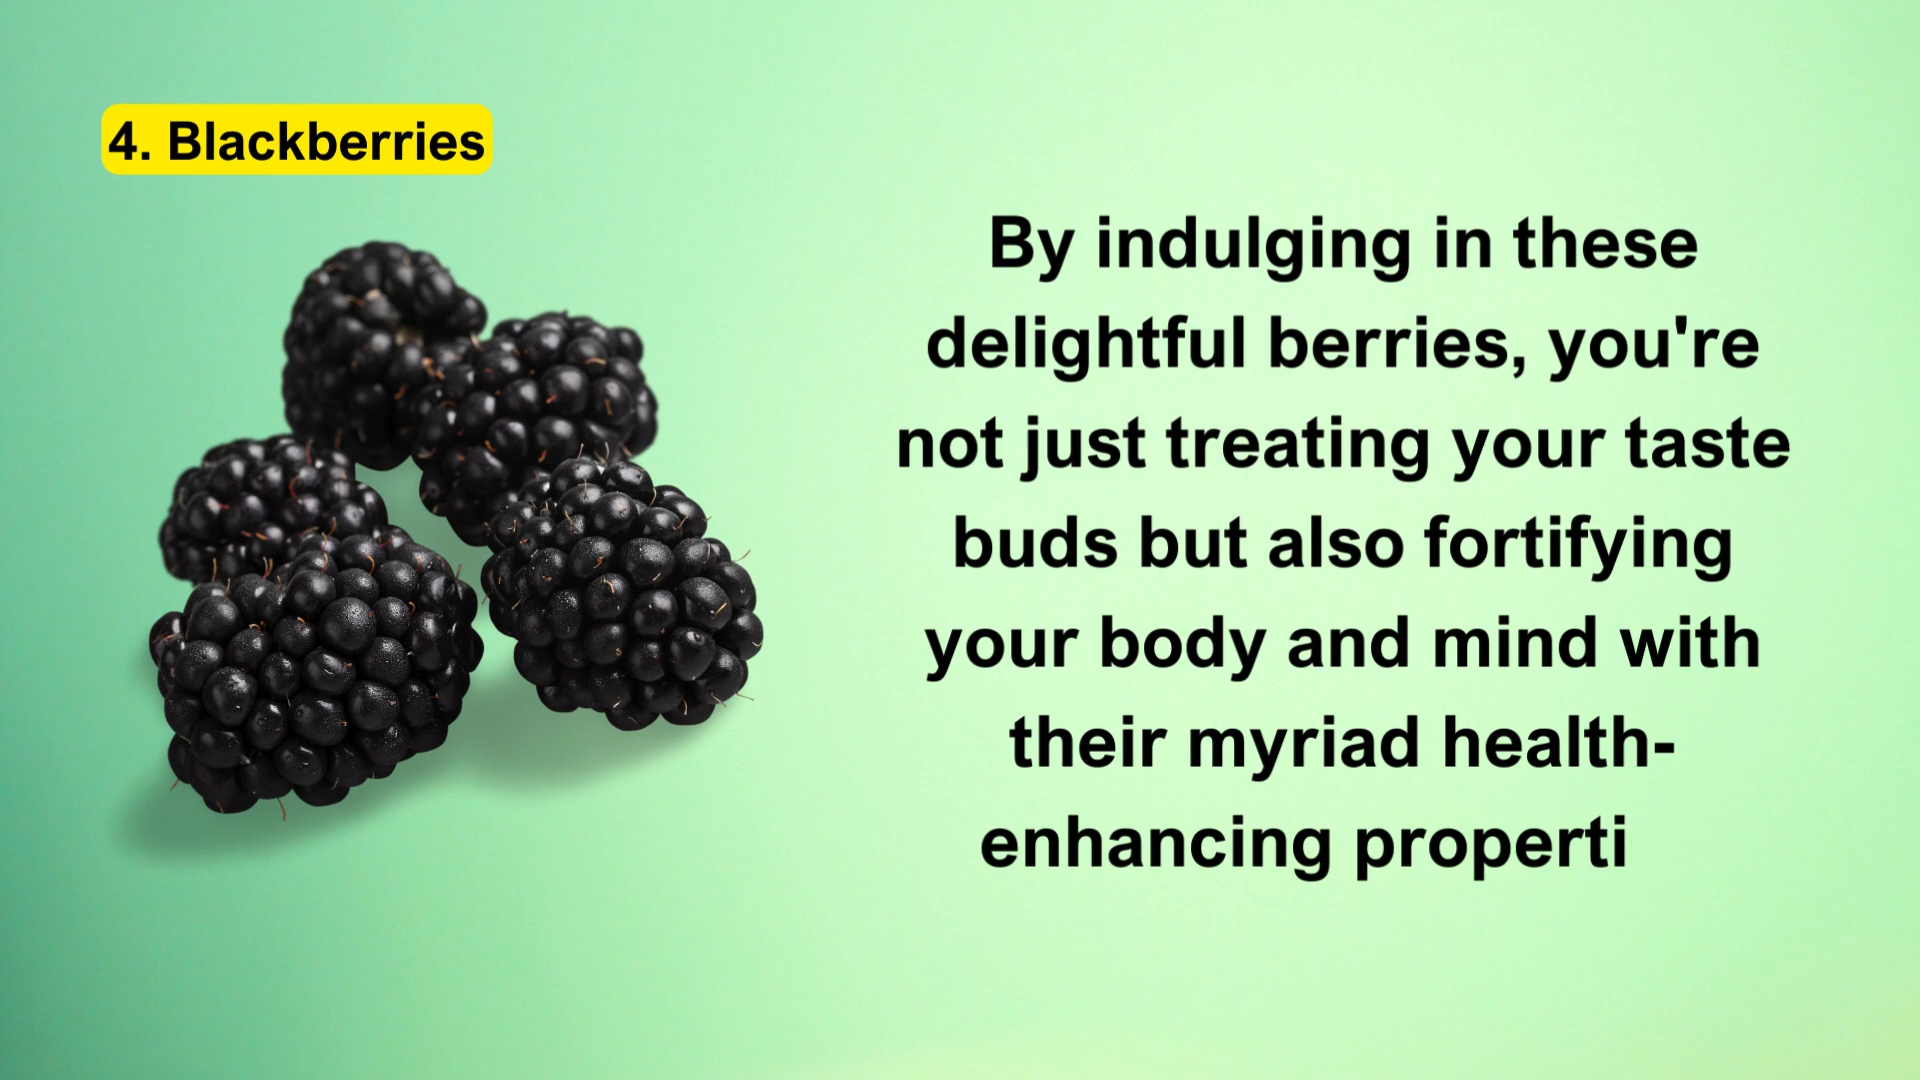 4. Blackberries
By indulging in these
delightful berries, you're
not just treating your taste
buds but also fortifying
your body and mind with
their myriad health-
enhancing properti